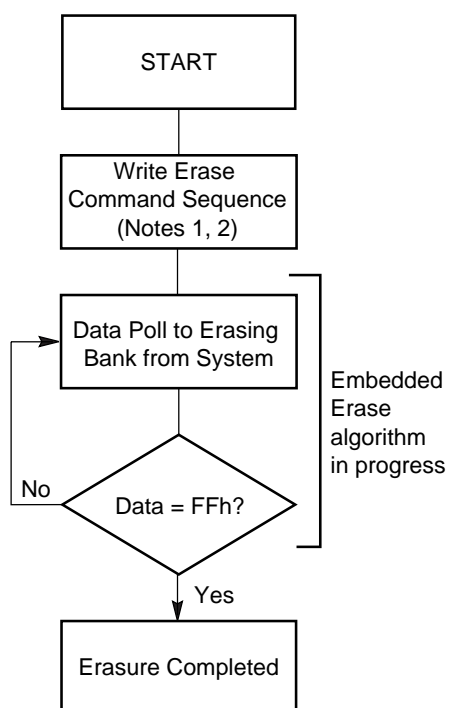 START
Write Erase
Command Sequence
(Notes 1, 2)
Data Poll to Erasing
Bank from System
Embedded
Erase
algorithm
in progress
No
Data = FFh?
Yes
Erasure Completed